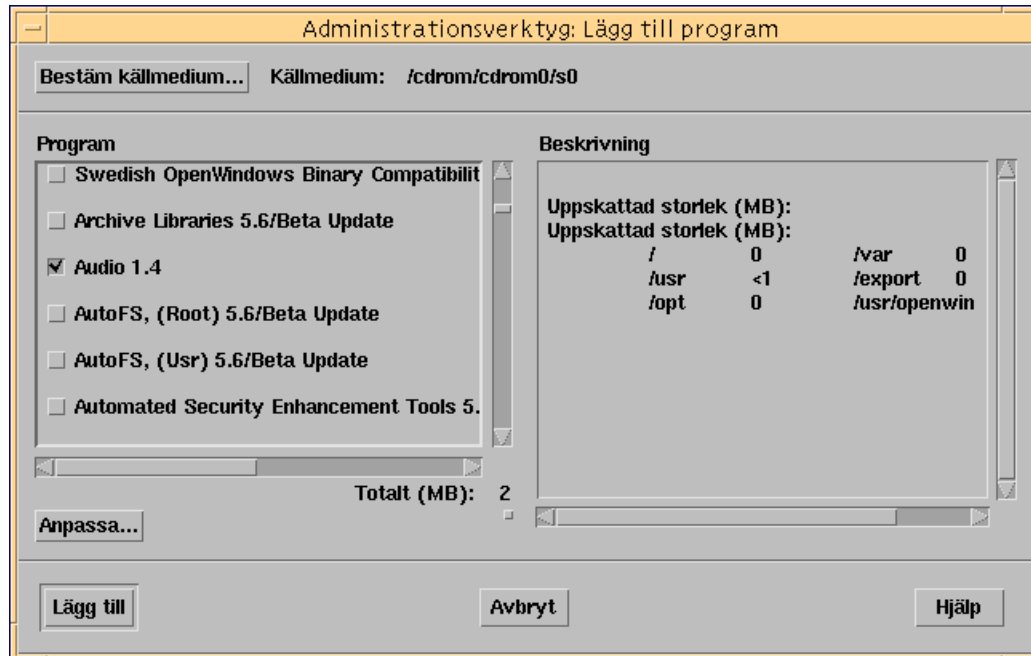 Administrationsverktyg: Lägg till program
Bestäm källmedium... Källmedium: /cdrom/cdrom0/s0
Program
Swedish OpenWindows Binary Compatibilit
Archive Libraries 5.6/Beta Update
Audio 1.4
AutoFS, (Root) 5.6/Beta Update
AutoFS, (Usr) 5.6/Beta Update
Automated Security Enhancement Tools 5.
Totalt (MB): 2
Anpassa...
Beskrivning
Uppskattad storlek (MB):
Uppskattad storlek (MB):
/ 0 /var 0
/usr <1 /export 0
/opt 0 /usr/openwin
Lägg till Avbryt Hjälp